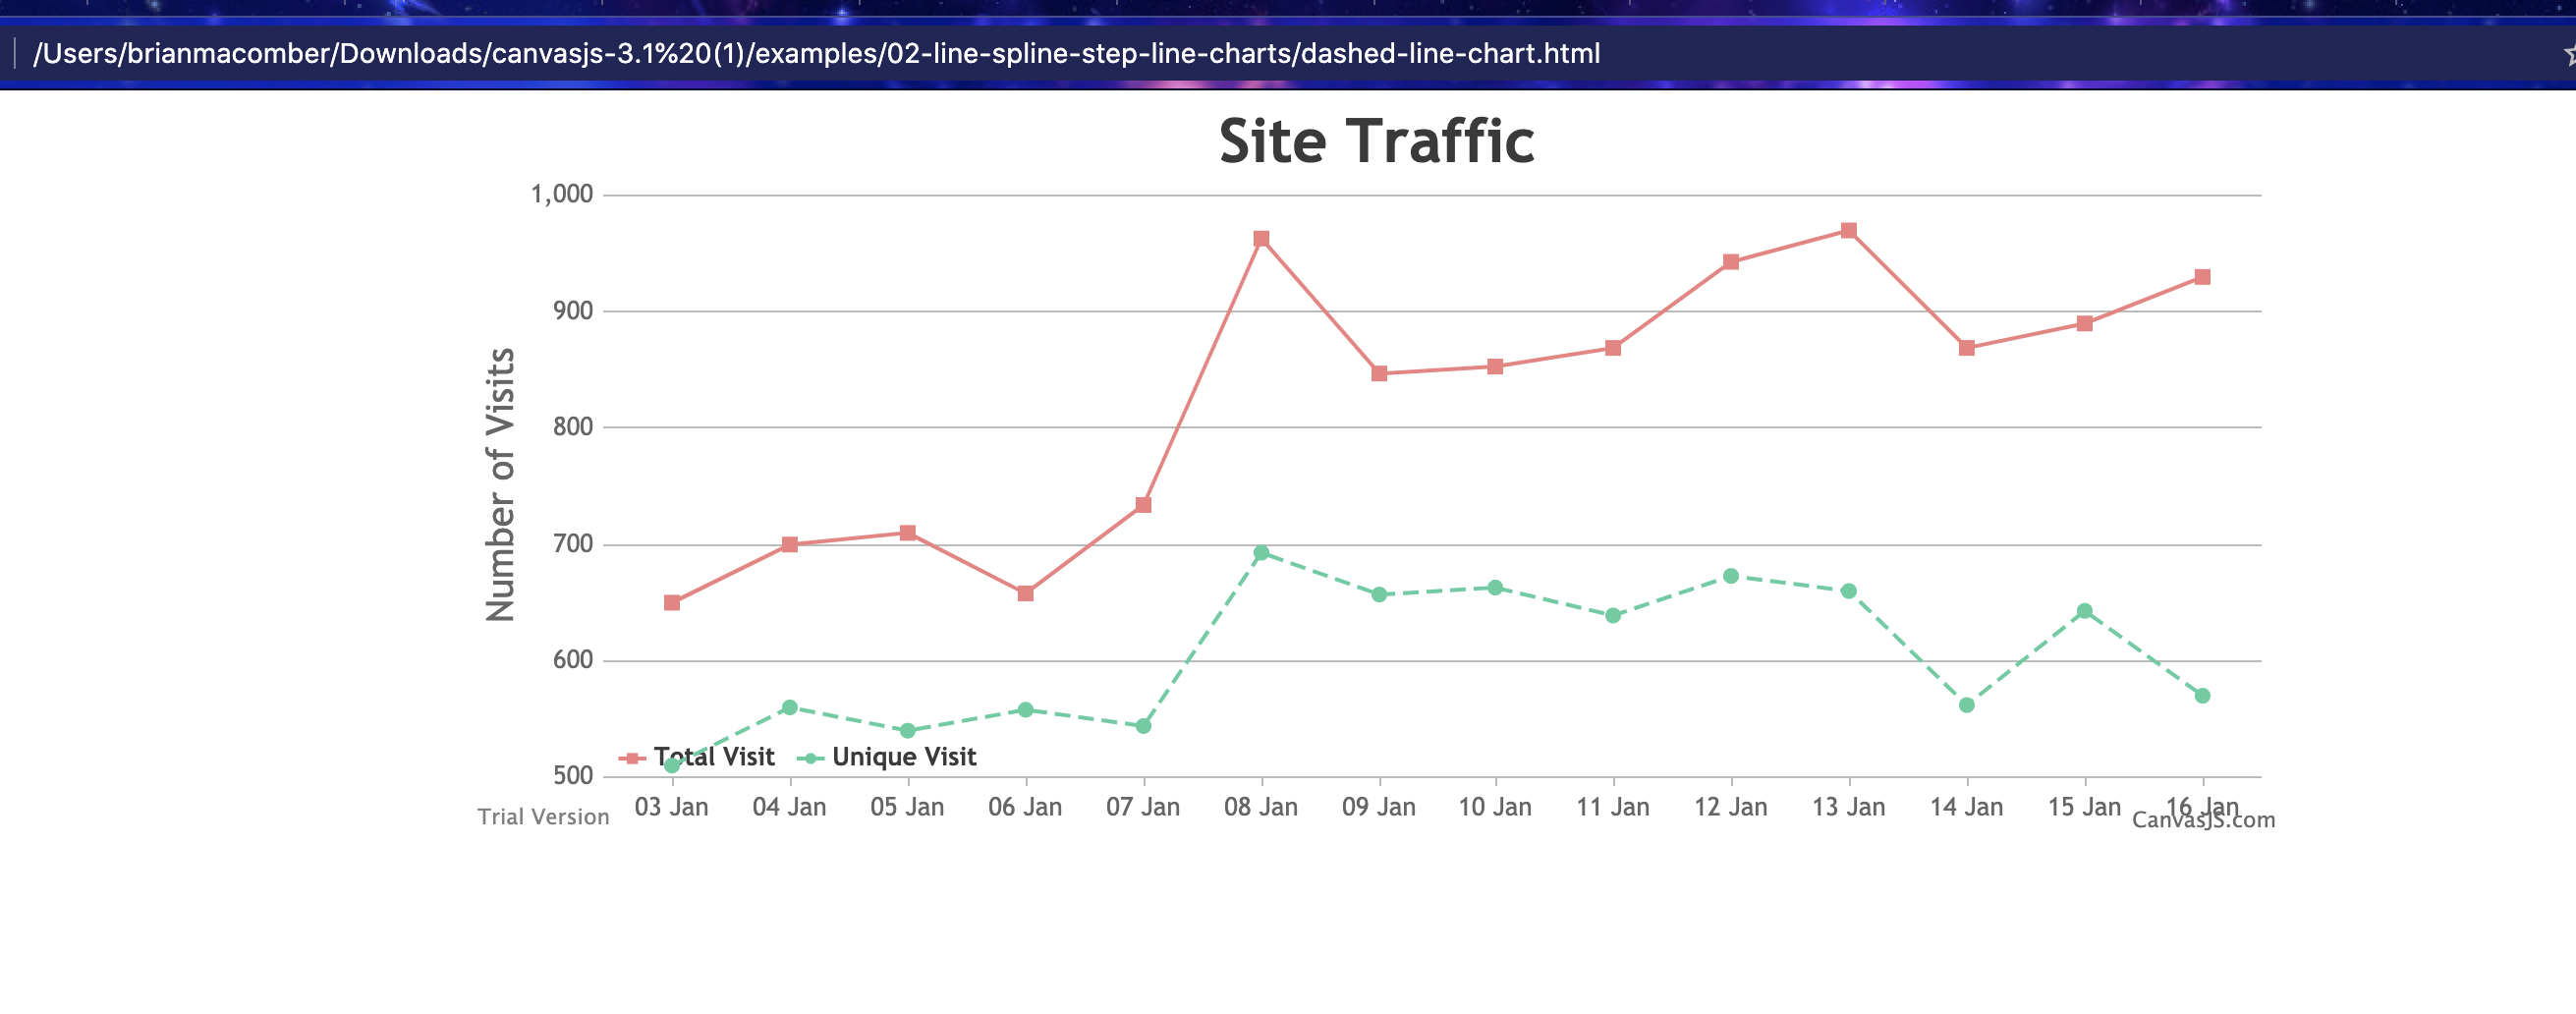 /Users/brianmacomber/Downloads/canvasjs-3.1%20(1)/examples/02-line-spline-step-line-charts/dashed-line-chart.html
Site Traffic
Number of Visits
1,000
900
800
700
600
500
Total Visit Unique Visit
03 Jan 04 Jan 05 Jan 06 Jan 07 Jan 08 Jan 09 Jan 10 Jan 11 Jan 12 Jan 13 Jan 14 Jan 15 Jan 16 Jan
Trial Version
CanvasJS.com